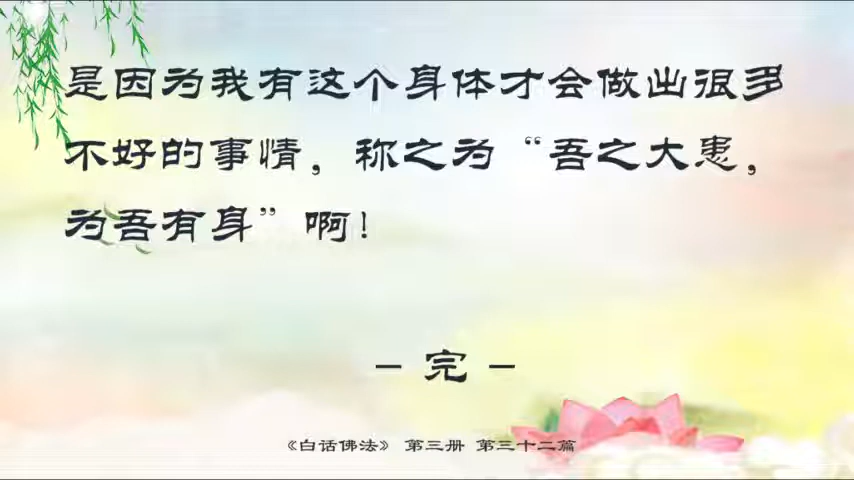 是因为我有这个身体才会做出很多
不好的事情，称之为“吾之大患，
为吾有身”啊！
－ 完 －
《白话佛法》 第三册 第三十二篇